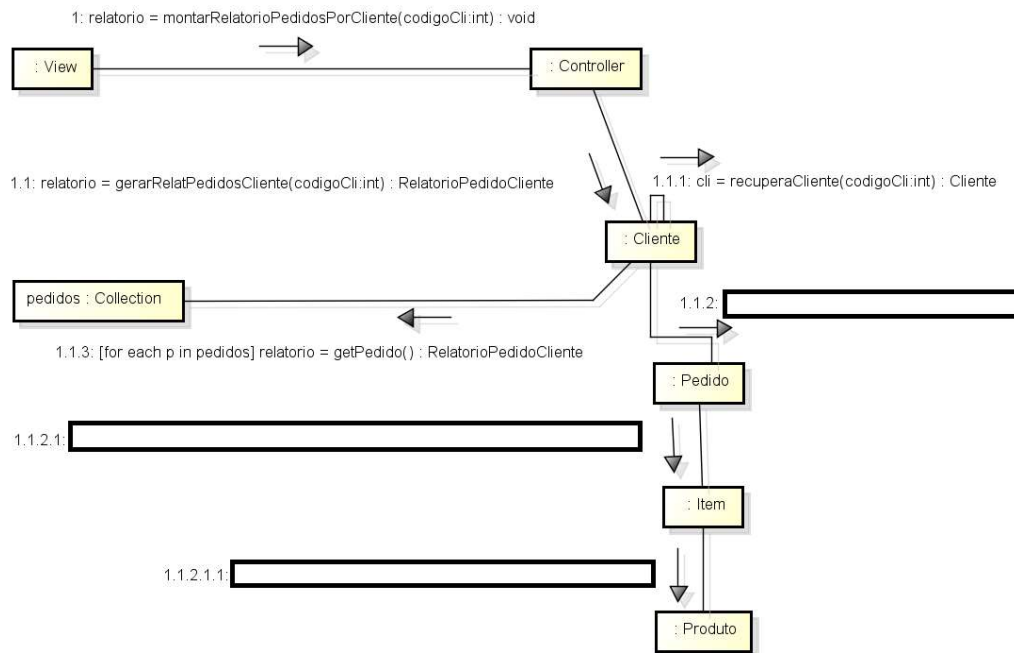 1: relatorio = montarRelatorioPedidosPorCliente(codigoCli:int) : void
: View
: Controller
1.1: relatorio = gerarRelatPedidosCliente(codigoCli:int) : RelatorioPedidoCliente
1.1.1: cli = recuperaCliente(codigoCli:int) : Cliente
: Cliente
pedidos : Collection
1.1.2:
1.1.3: [for each p in pedidos] relatorio = getPedido() : RelatorioPedidoCliente
: Pedido
1.1.2.1:
: Item
1.1.2.1.1:
: Produto